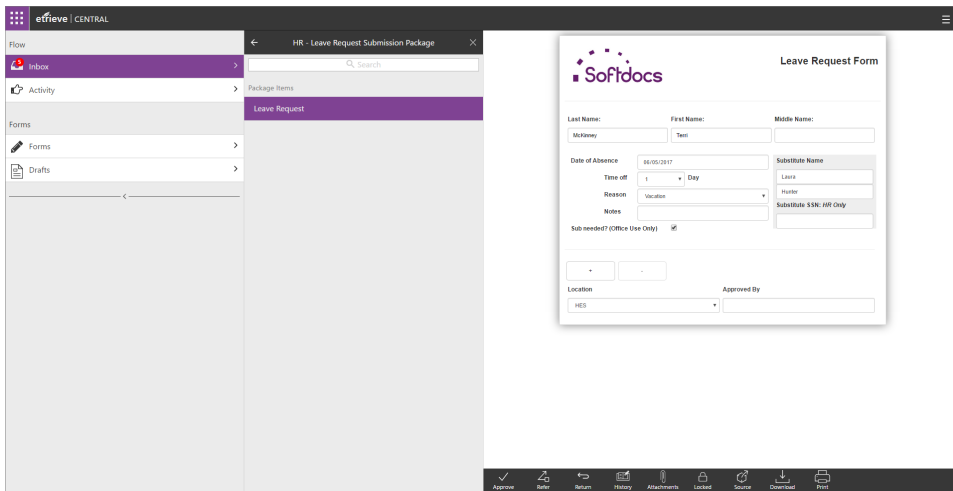 etrieve | CENTRAL
Flow
5
Inbox
Activity
Forms
Forms
Drafts
HR - Leave Request Submission Package
Search
Package Items
Leave Request
Softdocs
Leave Request Form
Last Name: First Name: Middle Name:
McKinney Terri
Date of Absence 06/05/2017
Time off 1 Day
Reason Vacation
Notes
Sub needed? (Office Use Only)
Substitute Name
Laura
Hunter
Substitute SSN: HR Only
+ -
Location Approved By
HES
Approve Refer Return History Attachments Locked Source Download Print